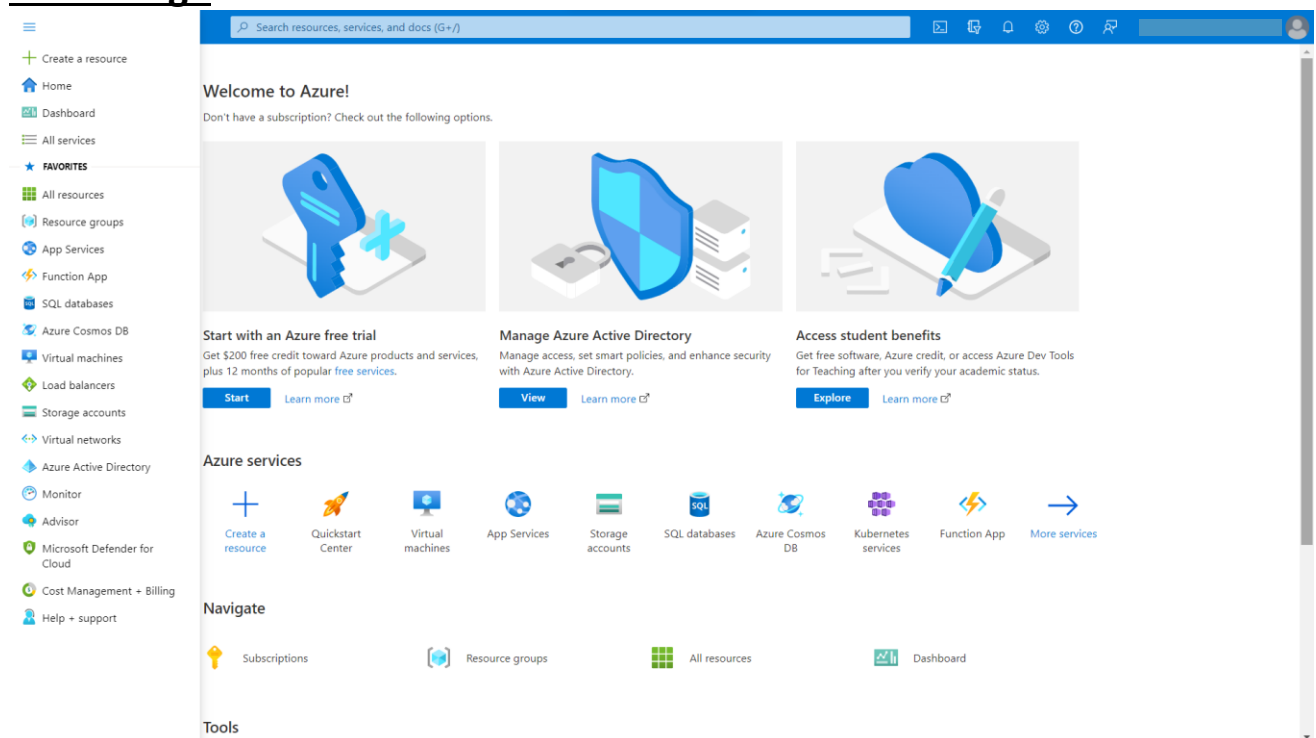 Search resources, services, and docs (G+/)
Create a resource
Home
Dashboard
All services
FAVORITES
All resources
Resource groups
App Services
Function App
SQL databases
Azure Cosmos DB
Virtual machines
Load balancers
Storage accounts
Virtual networks
Azure Active Directory
Monitor
Advisor
Microsoft Defender for
Cloud
Cost Management + Billing
Help + support
Welcome to Azure!
Don't have a subscription? Check out the following options.
Start with an Azure free trial
Get $200 free credit toward Azure products and services,
plus 12 months of popular free services.
Start
Learn more
Manage Azure Active Directory
Manage access, set smart policies, and enhance security
with Azure Active Directory.
View
Learn more
Access student benefits
Get free software, Azure credit, or access Azure Dev Tools
for Teaching after you verify your academic status.
Explore
Learn more
Azure services
Create a
resource
Quickstart
Center
Virtual
machines
App Services
Storage
accounts
SQL
SQL databases
Azure Cosmos
DB
Kubernetes
services
Function App
More services
Navigate
Subscriptions
Resource groups
All resources
Dashboard
Tools